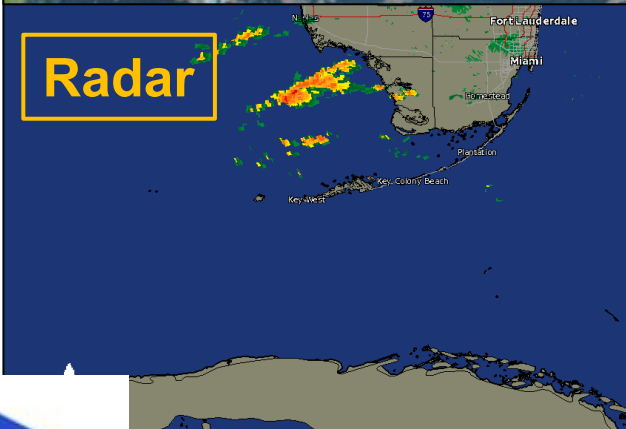 75
Fort Lauderdale
Radar
Miami
Homestead
Plantation
Key Colony Beach
Key West